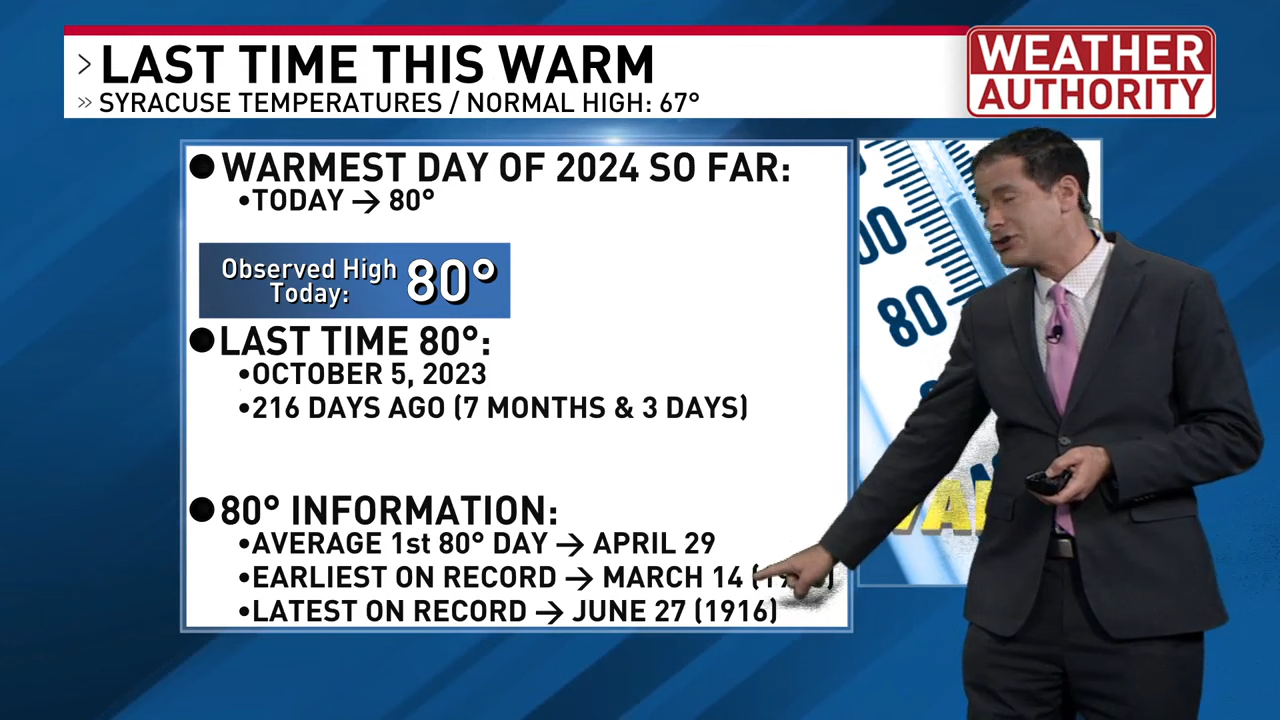 > LAST TIME THIS WARM
» SYRACUSE TEMPERATURES / NORMAL HIGH: 67°
WEATHER
AUTHORITY
●WARMEST DAY OF 2024 SO FAR:
•TODAY → 80°
Observed High
Today:
80°
●LAST TIME 80°:
•OCTOBER 5, 2023
•216 DAYS AGO (7 MONTHS & 3 DAYS)
●80° INFORMATION:
•AVERAGE 1st 80° DAY → APRIL 29
•EARLIEST ON RECORD → MARCH 14
•LATEST ON RECORD → JUNE 27 (1916)
80